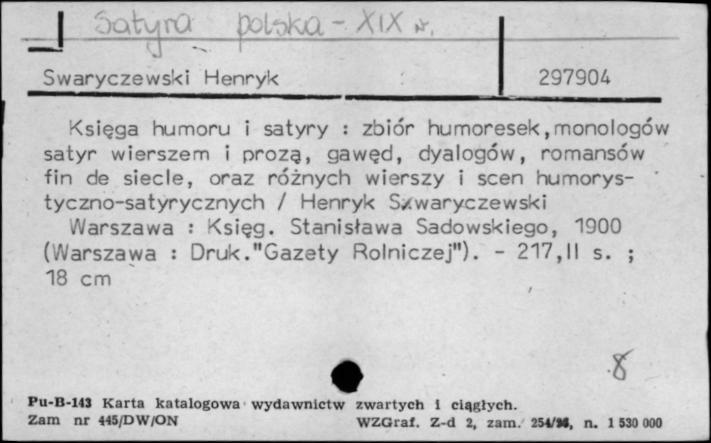 Satyra polska - XIX w.
Swaryczewski Henryk 297904
Księga humoru i satyry : zbiór humoresek,monologów
satyr wierszem i prozą, gawęd, dyalogów, romansów
fin de siecle, oraz różnych wierszy i scen humorys-
tyczno-satyrycznych / Henryk Swaryczewski
Warszawa : Księg. Stanisława Sadowskiego, 1900
(Warszawa : Druk."Gazety Rolniczej"). - 217,II s. ;
18 cm
8
Pu-B-143 Karta katalogowa wydawnictw zwartych i ciągłych.
Zam nr 445/DW/ON WZGraf. Z-d 2, zam. n. 1 530 000